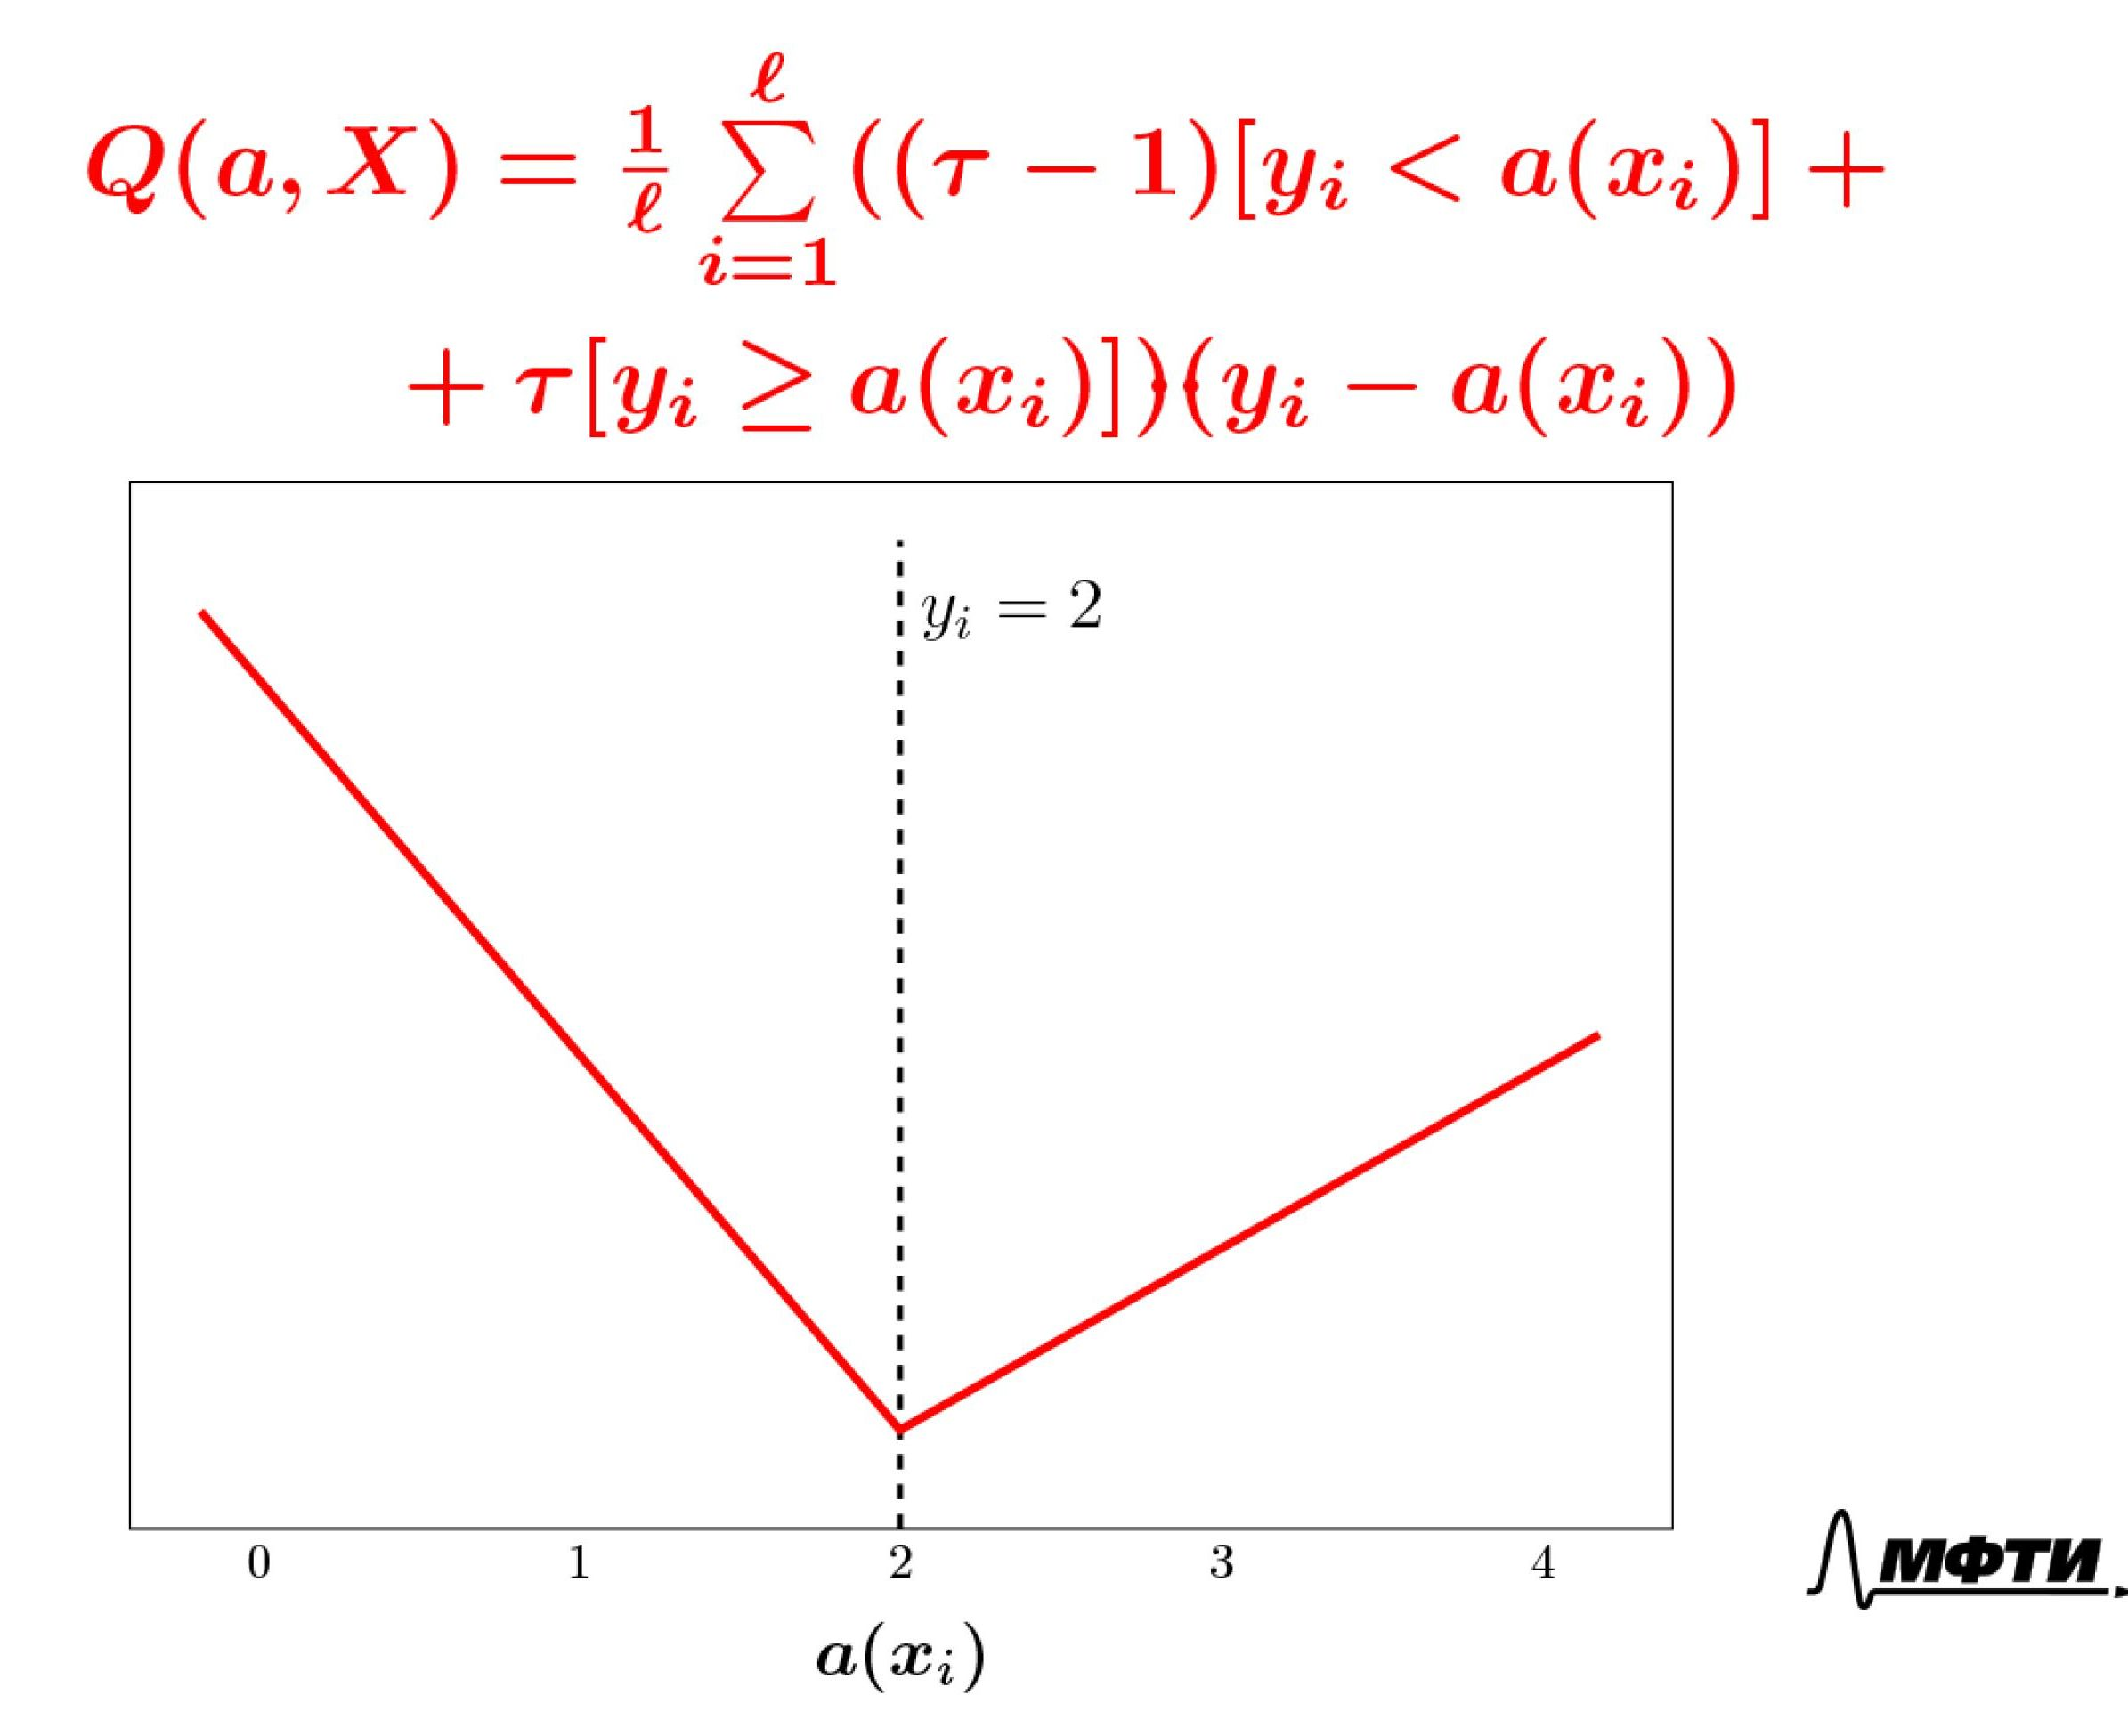 Q(a, X) = 1/ℓ ∑_{i=1}^{ℓ} ((τ − 1)[y_i < a(x_i)] +
+ τ[y_i ≥ a(x_i)])(y_i − a(x_i))
y_i = 2
0 1 2 3 4
a(x_i)
МФТИ